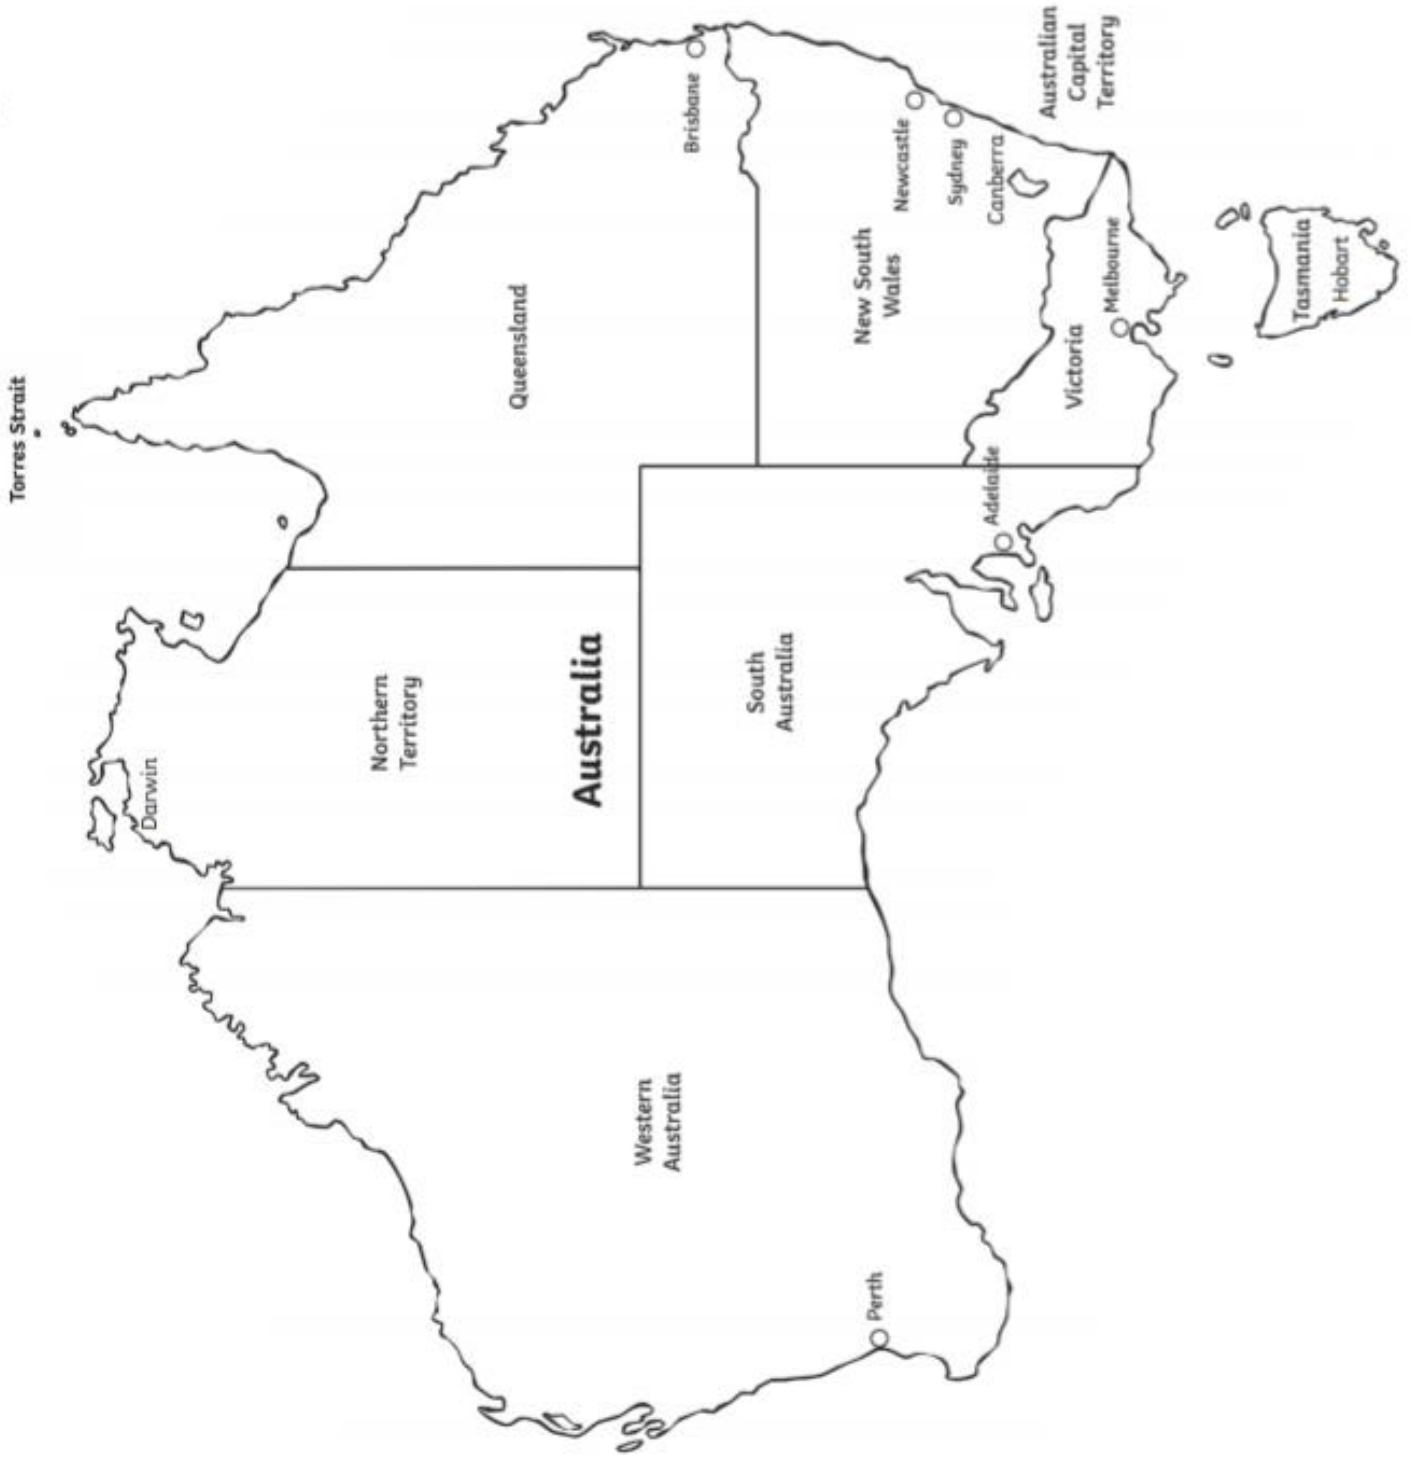 Torres Strait
Darwin
Northern
Territory
Queensland
Australia
Western
Australia
South
Australia
Brisbane
New South
Wales
Newcastle
Sydney
Canberra
Australian
Capital
Territory
Perth
Adelaide
Victoria
Melbourne
Tasmania
Hobart